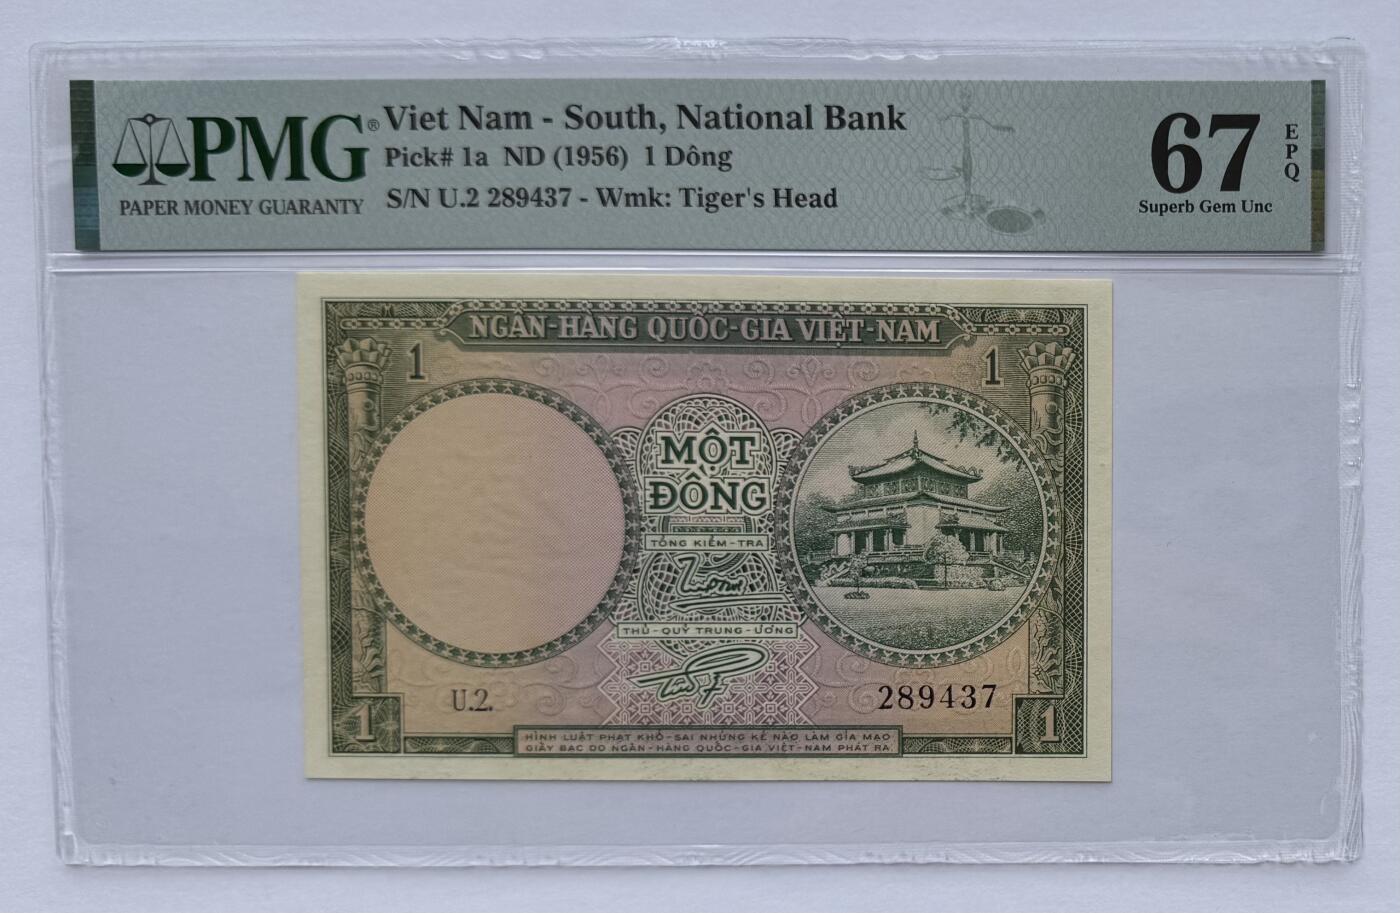 PMG®
PAPER MONEY GUARANTY
Viet Nam - South, National Bank
Pick# 1a ND (1956) 1 Dông
S/N U.2 289437 - Wmk: Tiger's Head
67
EPQ
Superb Gem Unc
NGÂN-HÀNG QUỐC-GIA VIỆT-NAM
1
1
MỘT
ĐỒNG
TỔNG KIỂM-TRA
THỦ-QUỸ TRUNG-ƯƠNG
U.2.
289437
1
1
HÌNH LUẬT PHẠT KHỔ-SAI NHỮNG KẺ NÀO LÀM GIẢ MẠO
GIẤY BẠC DO NGÂN-HÀNG QUỐC-GIA VIỆT-NAM PHÁT RA